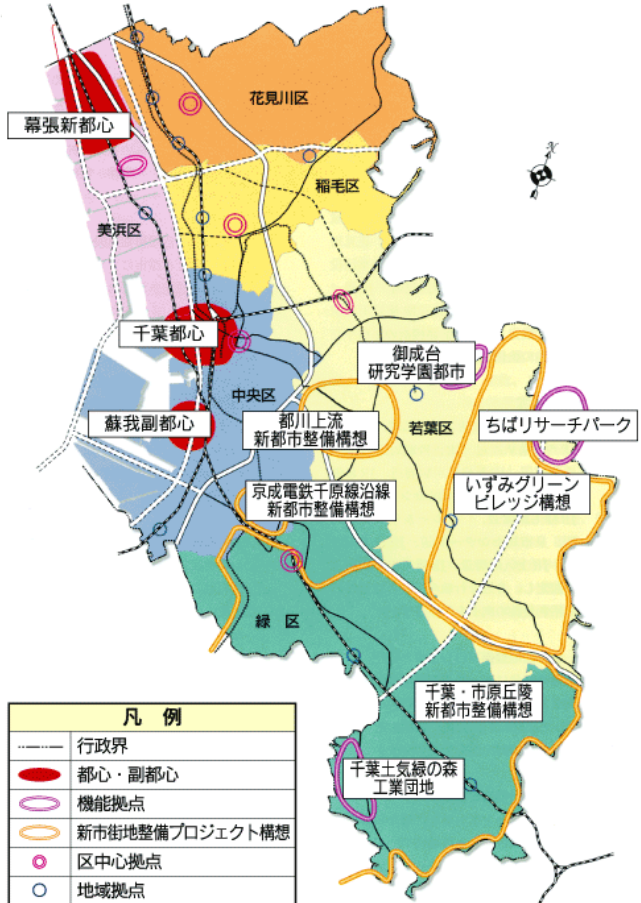 花見川区
幕張新都心
稲毛区
美浜区
千葉都心
御成台
研究学園都市
中央区
蘇我副都心
都川上流
新都市整備構想
若葉区
ちばリサーチパーク
京成電鉄千原線沿線
新都市整備構想
いずみグリーン
ビレッジ構想
緑 区
千葉・市原丘陵
新都市整備構想
千葉土気緑の森
工業団地
凡 例
行政界
都心・副都心
機能拠点
新市街地整備プロジェクト構想
区中心拠点
地域拠点